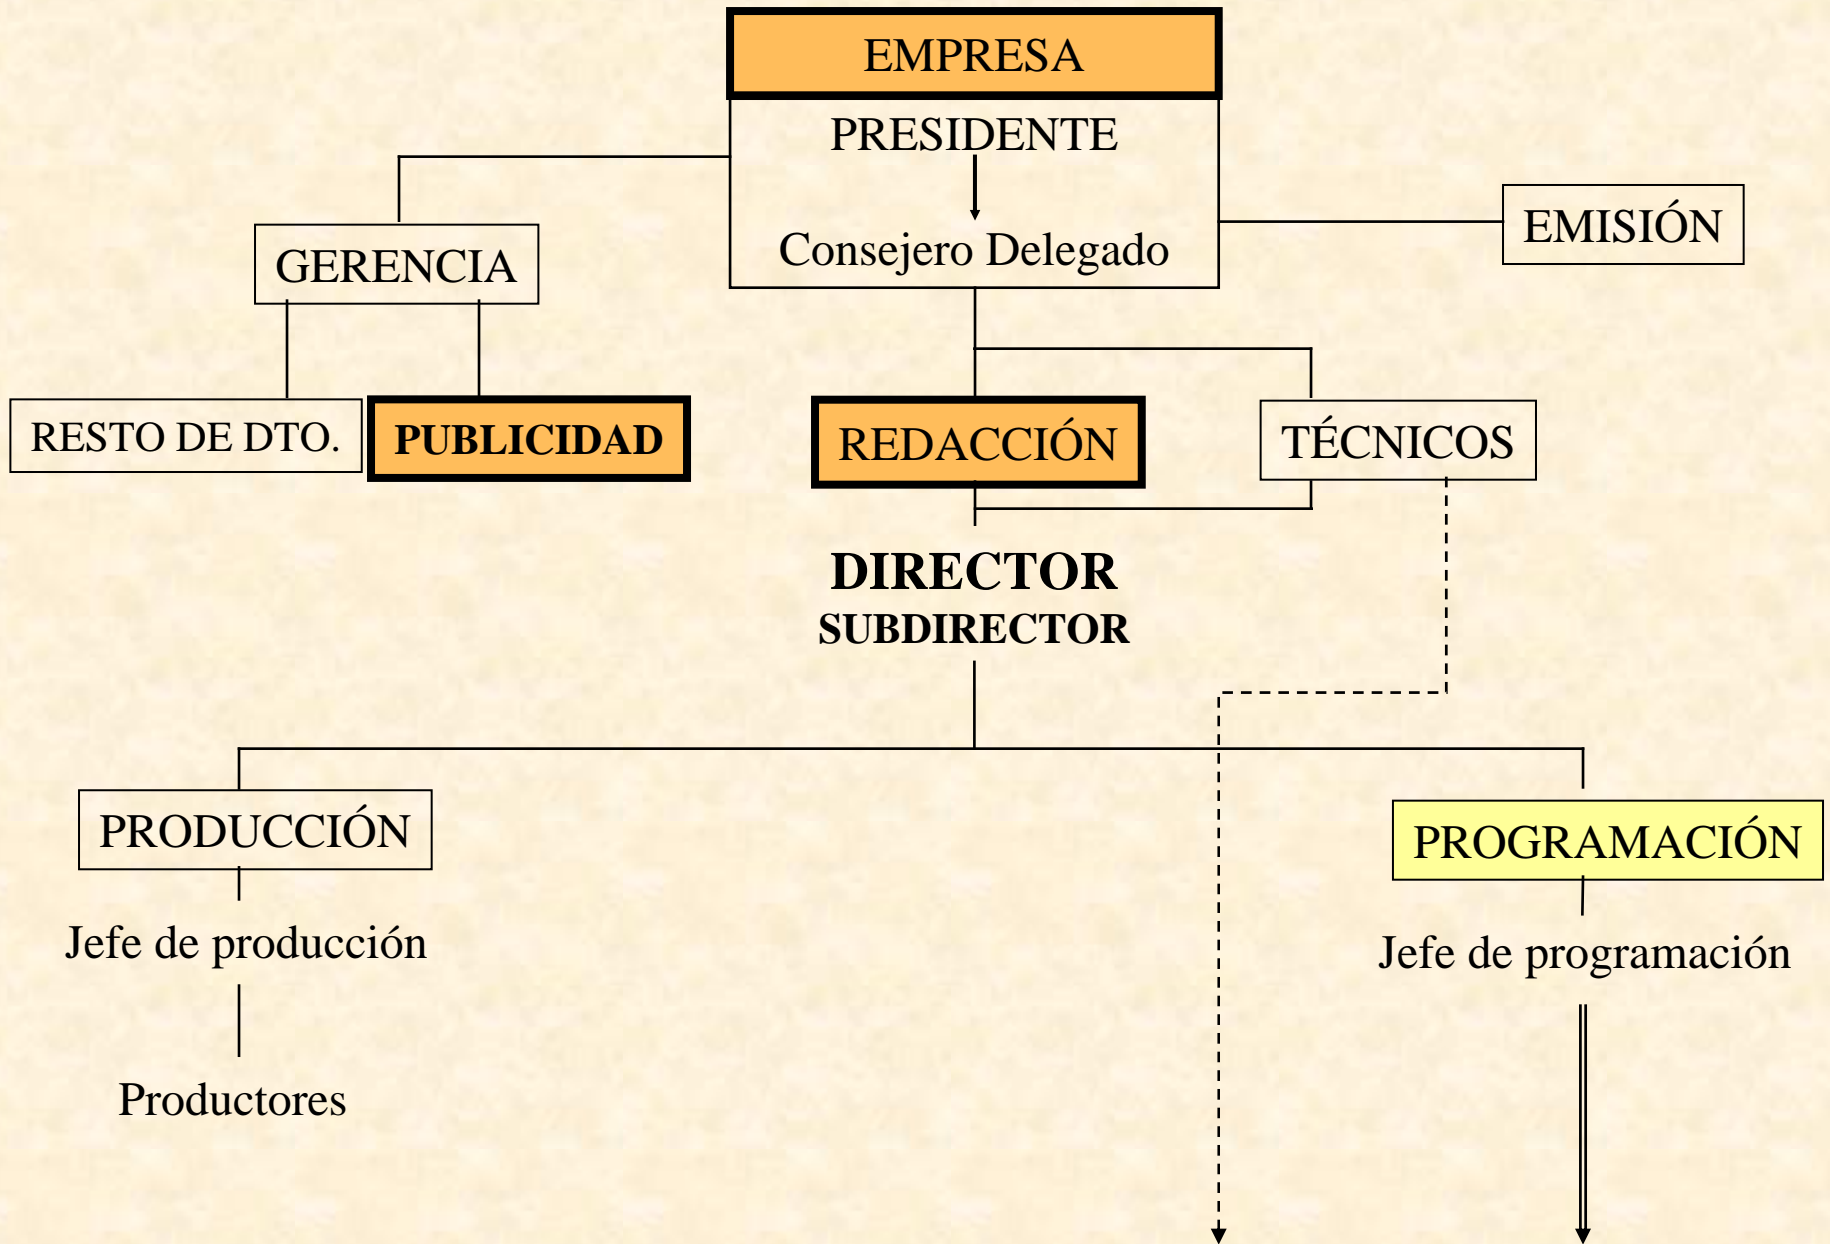 EMPRESA
PRESIDENTE
Consejero Delegado
EMISIÓN
GERENCIA
RESTO DE DTO.
PUBLICIDAD
REDACCIÓN
TÉCNICOS
DIRECTOR
SUBDIRECTOR
PRODUCCIÓN
PROGRAMACIÓN
Jefe de producción
Jefe de programación
Productores